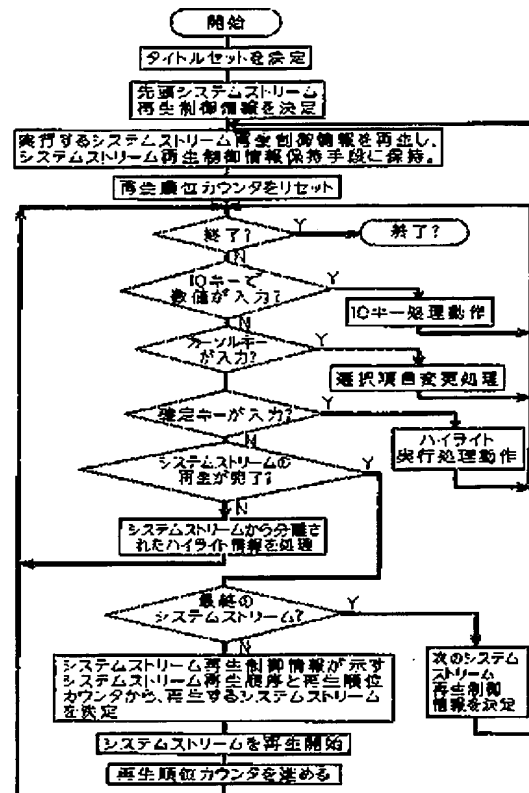 開始
タイトルセットを決定
先頭システムストリーム
再生制御情報を決定
実行するシステムストリーム再生制御情報を再生し、
システムストリーム再生制御情報保持手段に保持。
再生順位カウンタをリセット
終了?
Y
終了?
N
10キーで
数値が入力?
Y
10キー処理動作
N
カーソルキー
が入力?
Y
選択項目変更処理
確定キーが入力?
Y
ハイライト
実行処理動作
N
システムストリームの
再生が完了?
Y
N
システムストリームから分離さ
れたハイライト情報を処理
最終の
システムストリーム?
Y
N
システムストリーム再生制御情報が示す
システムストリーム再生順序と再生順位
カウンタから、再生するシステムストリーム
を決定
次のシステム
ストリーム
再生制御
情報を決定
システムストリームを再生開始
再生順位カウンタを進める